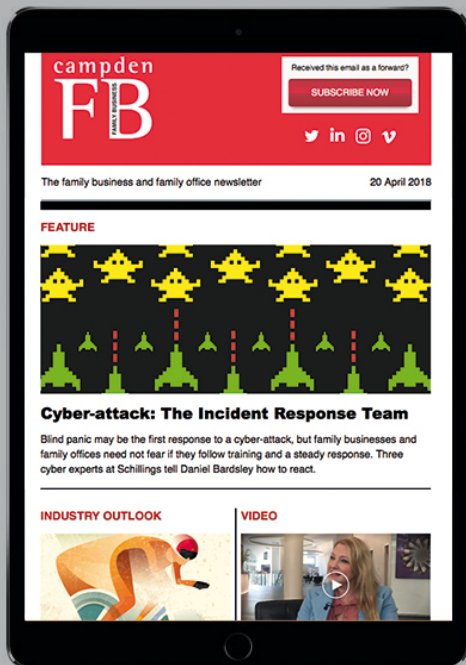 campden
FB
FAMILY BUSINESS
Received this email as a forward?
SUBSCRIBE NOW
The family business and family office newsletter
20 April 2018
FEATURE
Cyber-attack: The Incident Response Team
Blind panic may be the first response to a cyber-attack, but family businesses and
family offices need not fear if they follow training and a steady response. Three
cyber experts at Schillings tell Daniel Bardsley how to react.
INDUSTRY OUTLOOK
VIDEO